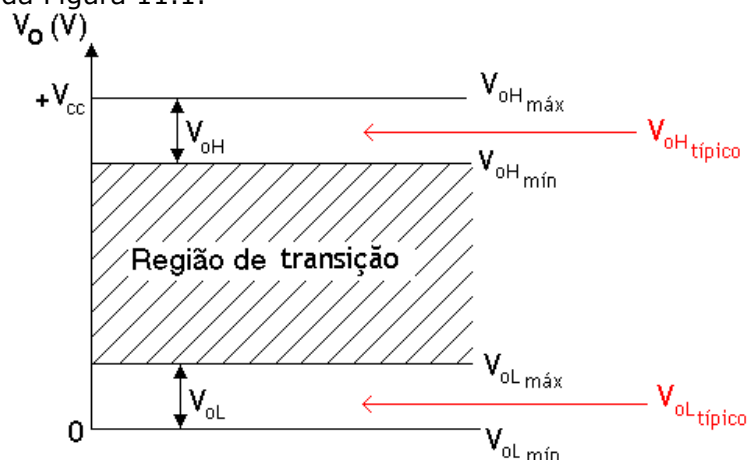 da Figura 11.1.
Vo (V)
+Vcc
VoH máx
VoH
VoH típico
VoH mín
Região de transição
VoL máx
VoL
VoL típico
0
VoL mín